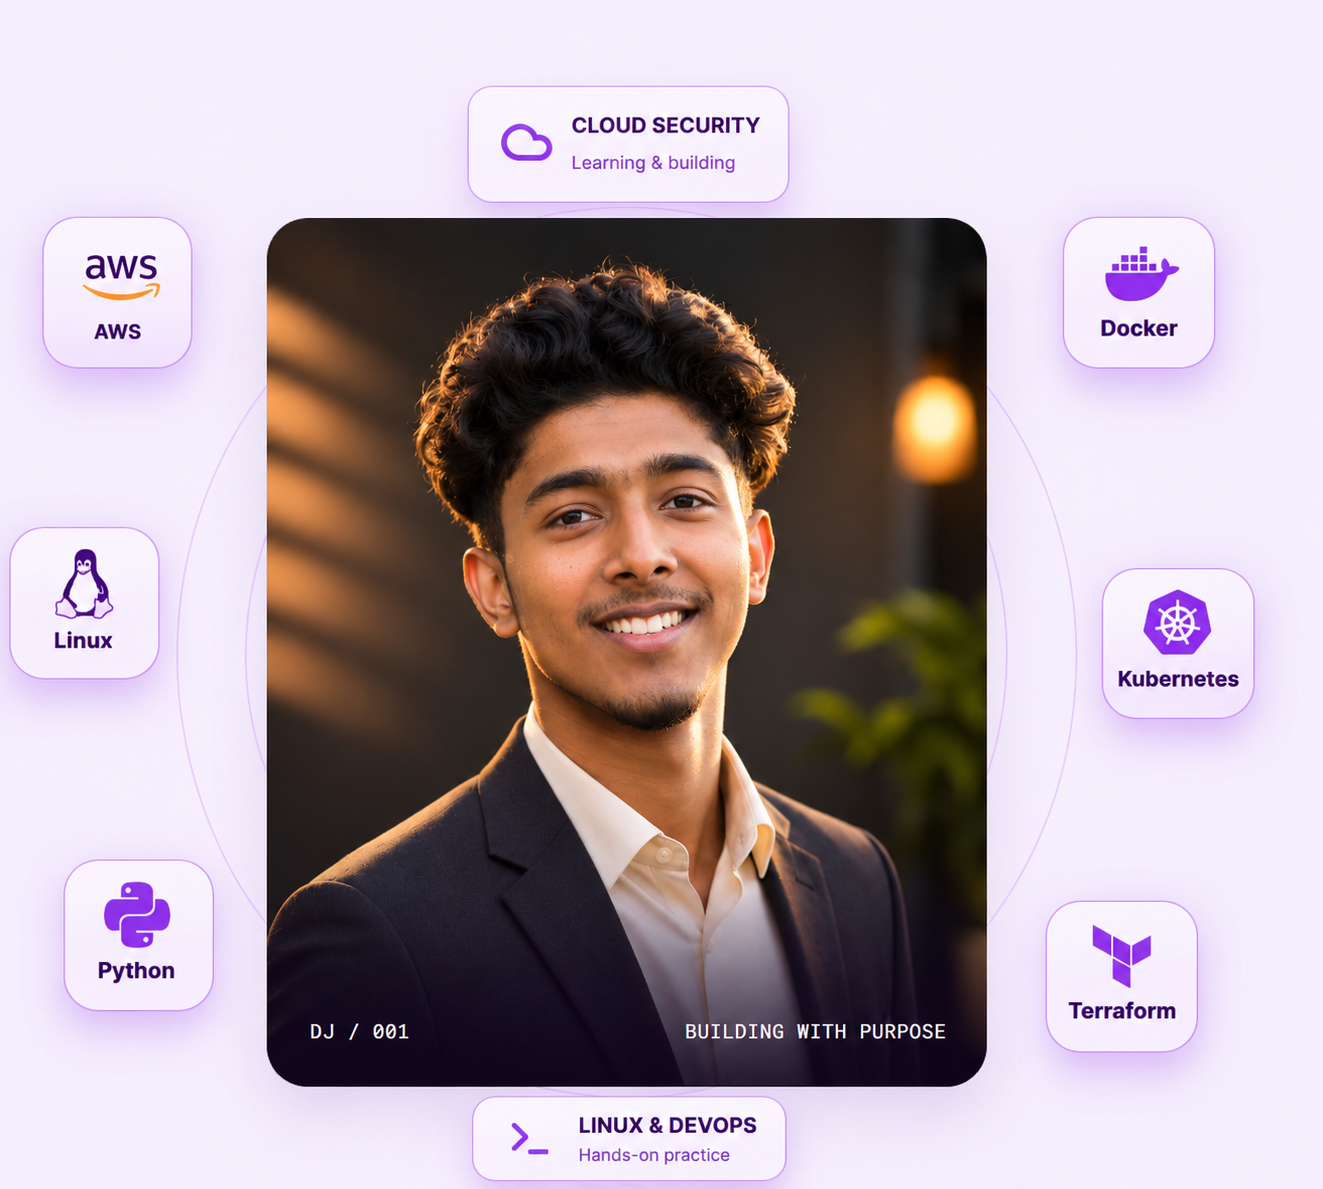 CLOUD SECURITY
Learning & building
aws
AWS
Docker
Linux
Kubernetes
Python
Terraform
DJ / 001
BUILDING WITH PURPOSE
LINUX & DEVOPS
Hands-on practice